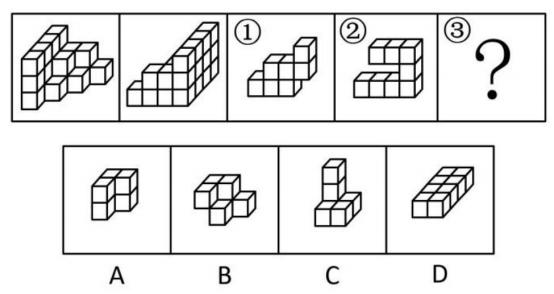 ① ② ③
?
A B C D